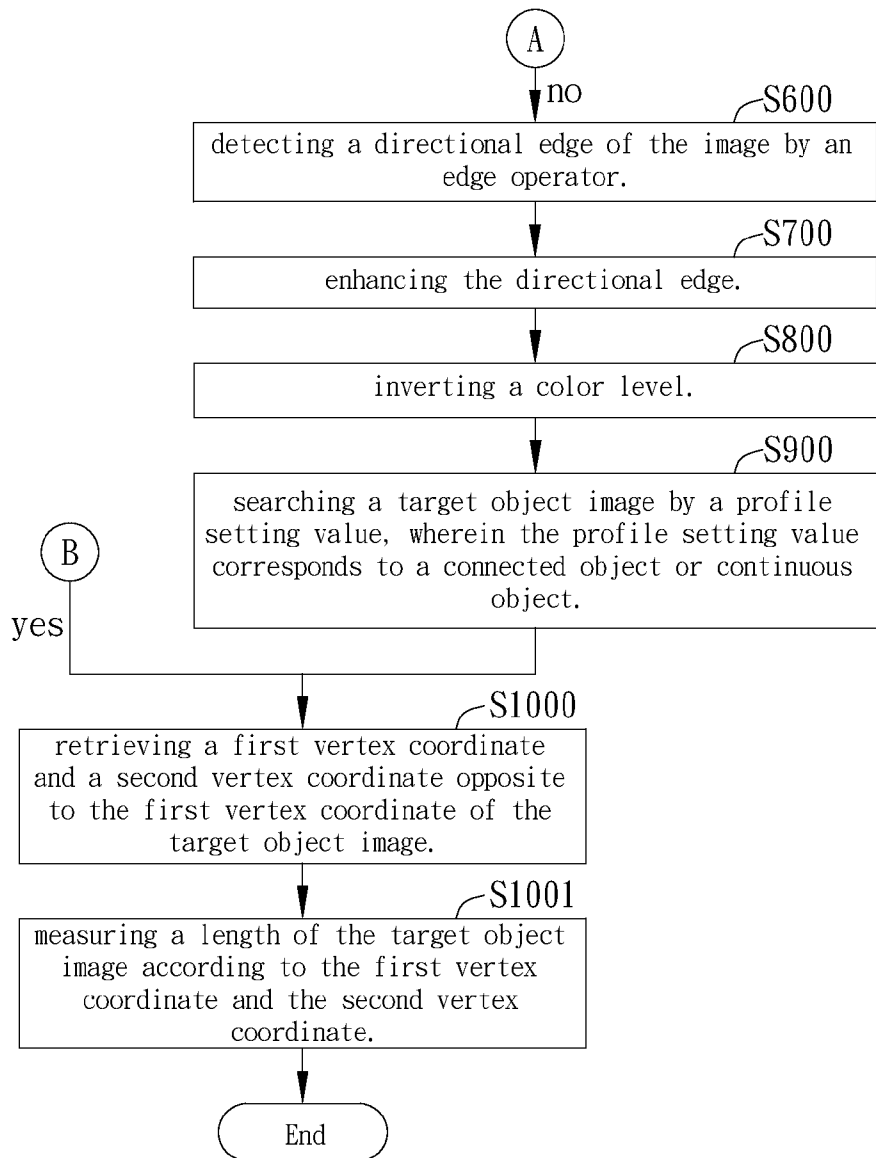 A
no
S600
detecting a directional edge of the image by an
edge operator.
S700
enhancing the directional edge.
S800
inverting a color level.
S900
searching a target object image by a profile
setting value, wherein the profile setting value
corresponds to a connected object or continuous
object.
B
yes
S1000
retrieving a first vertex coordinate
and a second vertex coordinate opposite
to the first vertex coordinate of the
target object image.
S1001
measuring a length of the target object
image according to the first vertex
coordinate and the second vertex
coordinate.
End